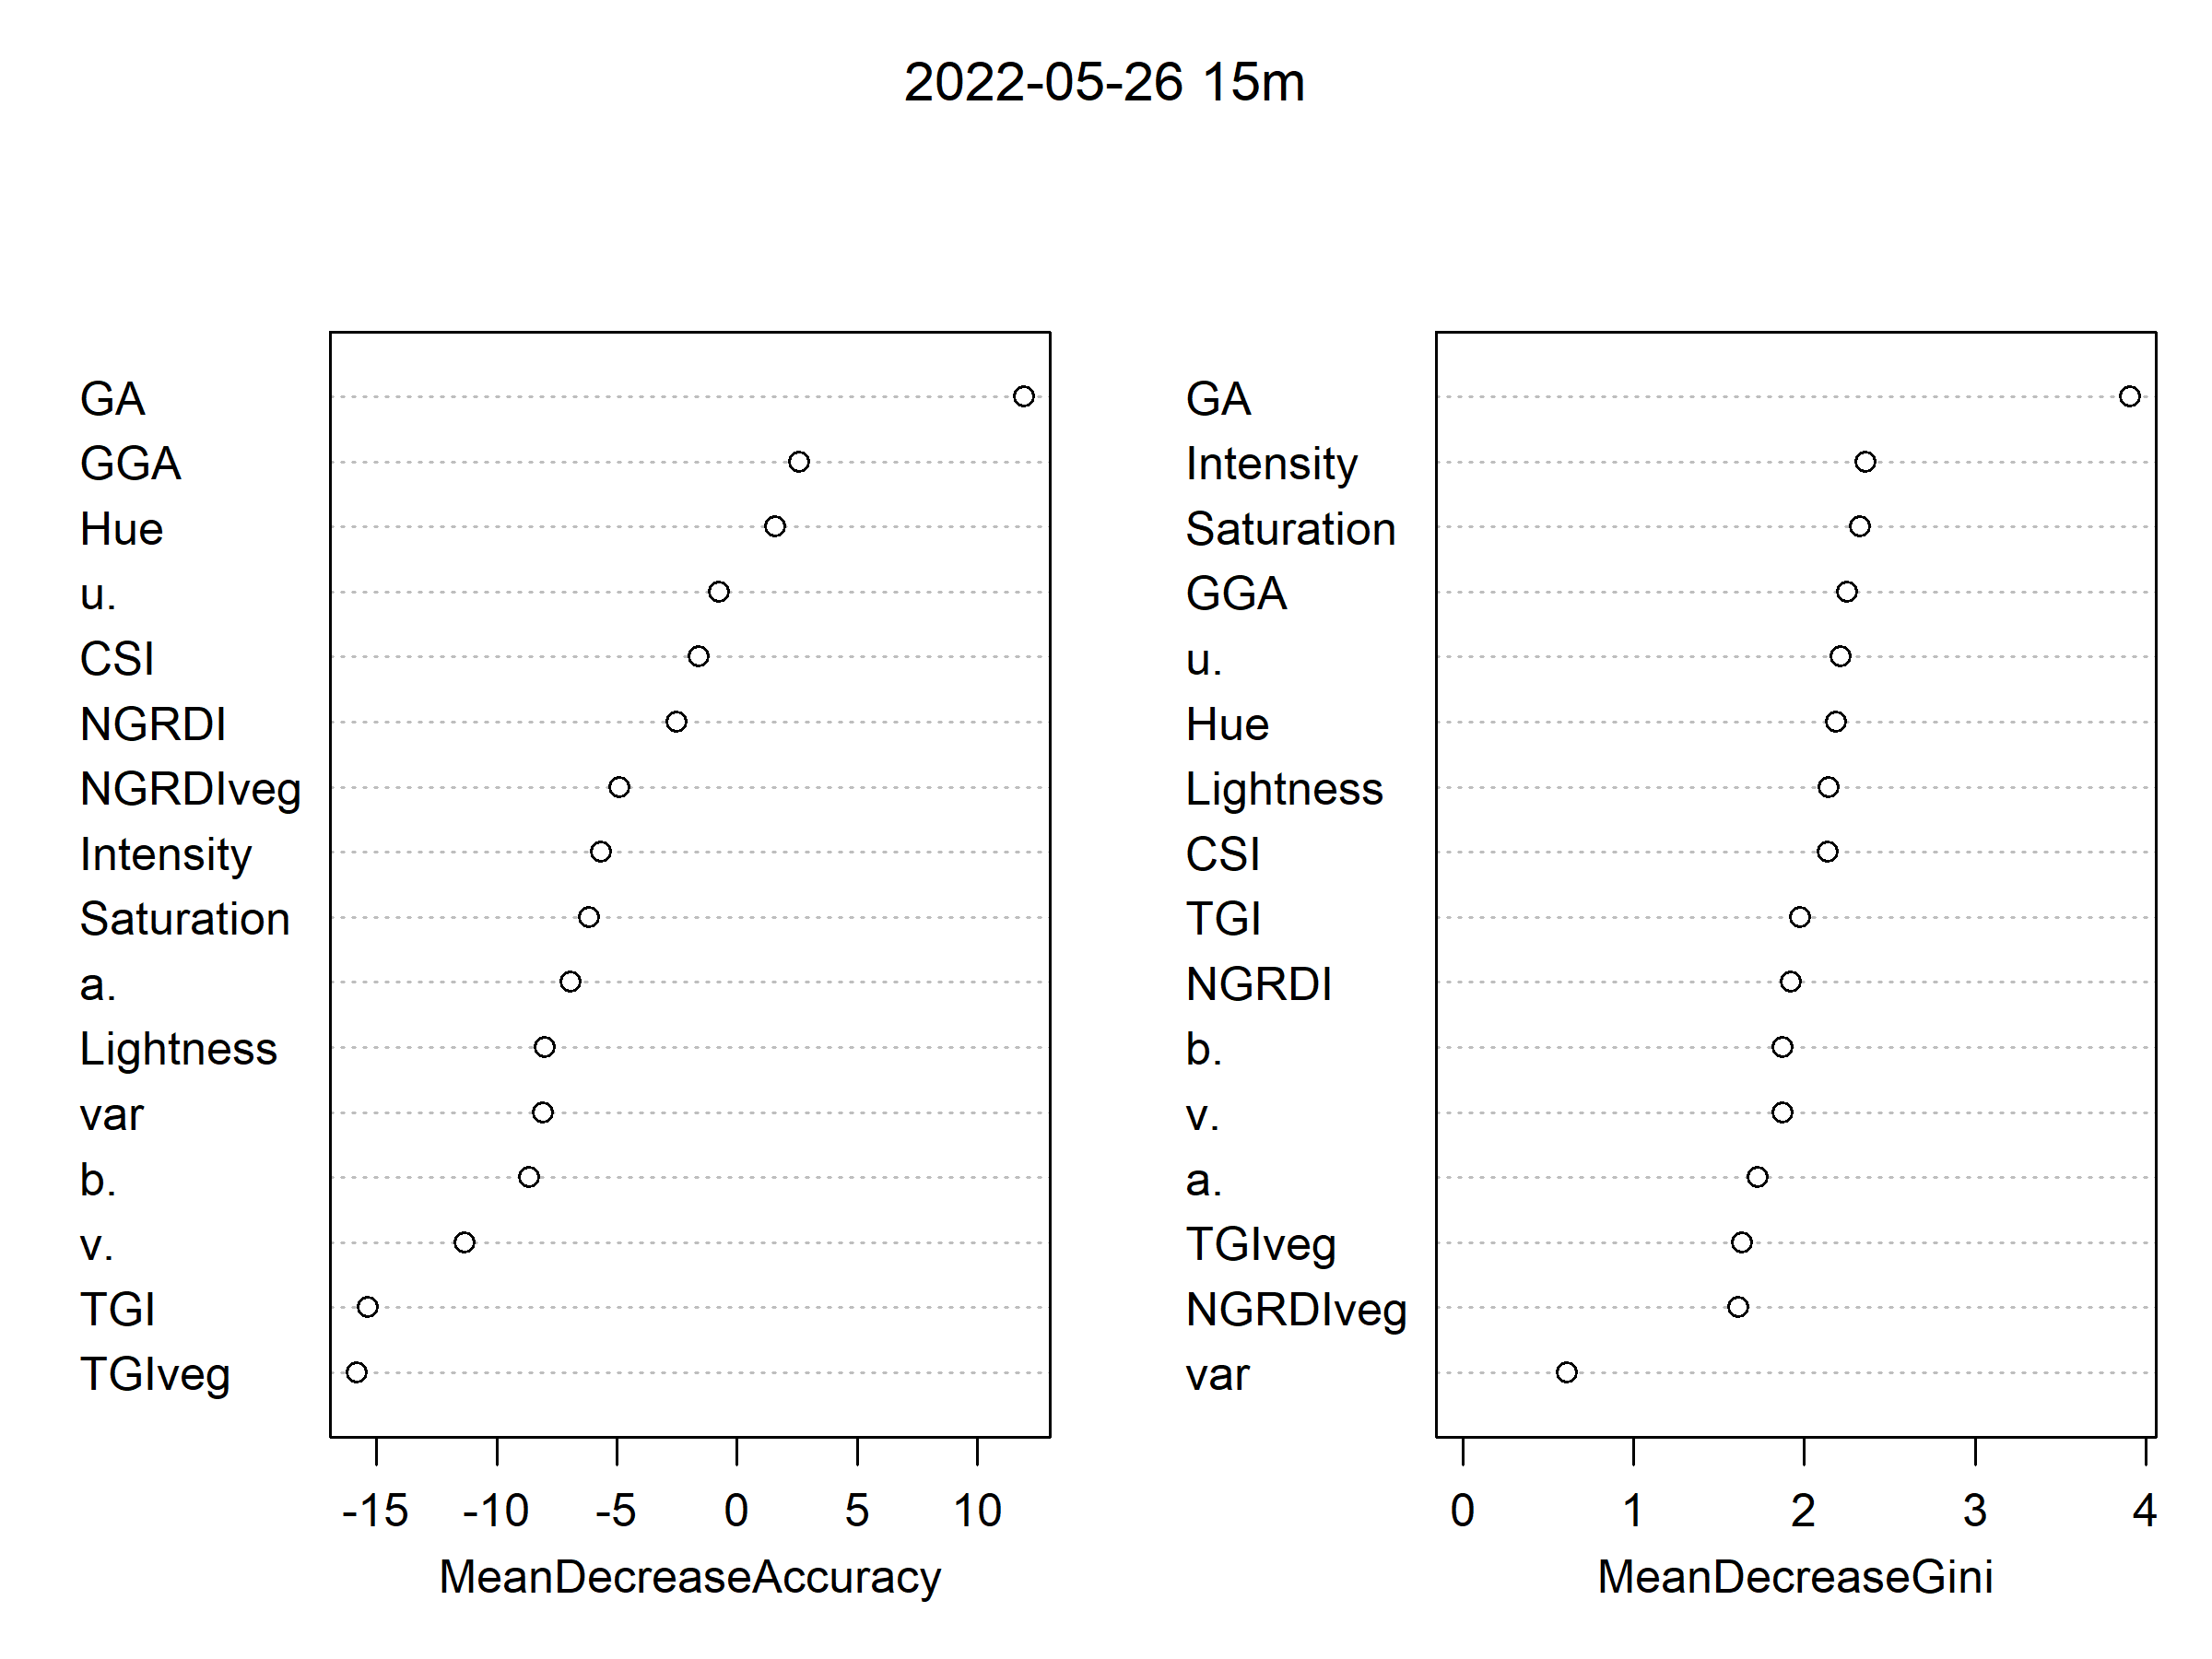 2022-05-26 15m
GA
GGA
Hue
u.
CSI
NGRDI
NGRDIveg
Intensity
Saturation
a.
Lightness
var
b.
v.
TGI
TGIveg
-15 -10 -5 0 5 10
MeanDecreaseAccuracy
GA
Intensity
Saturation
GGA
u.
Hue
Lightness
CSI
TGI
NGRDI
b.
v.
a.
TGIveg
NGRDIveg
var
0 1 2 3 4
MeanDecreaseGini